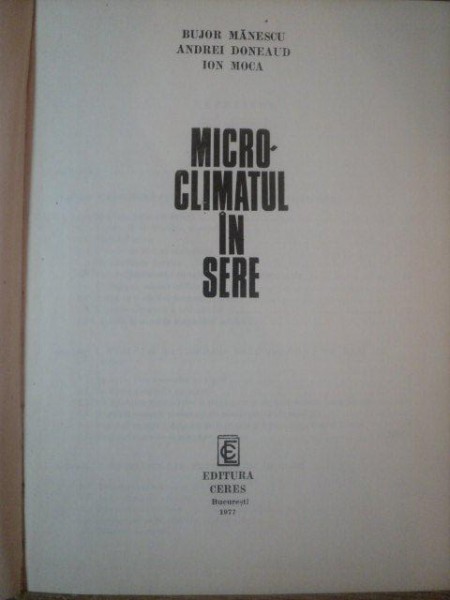 BUJOR MĂNESCU
ANDREI DONEAUD
ION MOCA
MICRO-
CLIMATUL
ÎN
SERE
EDITURA
CERES
București
1977